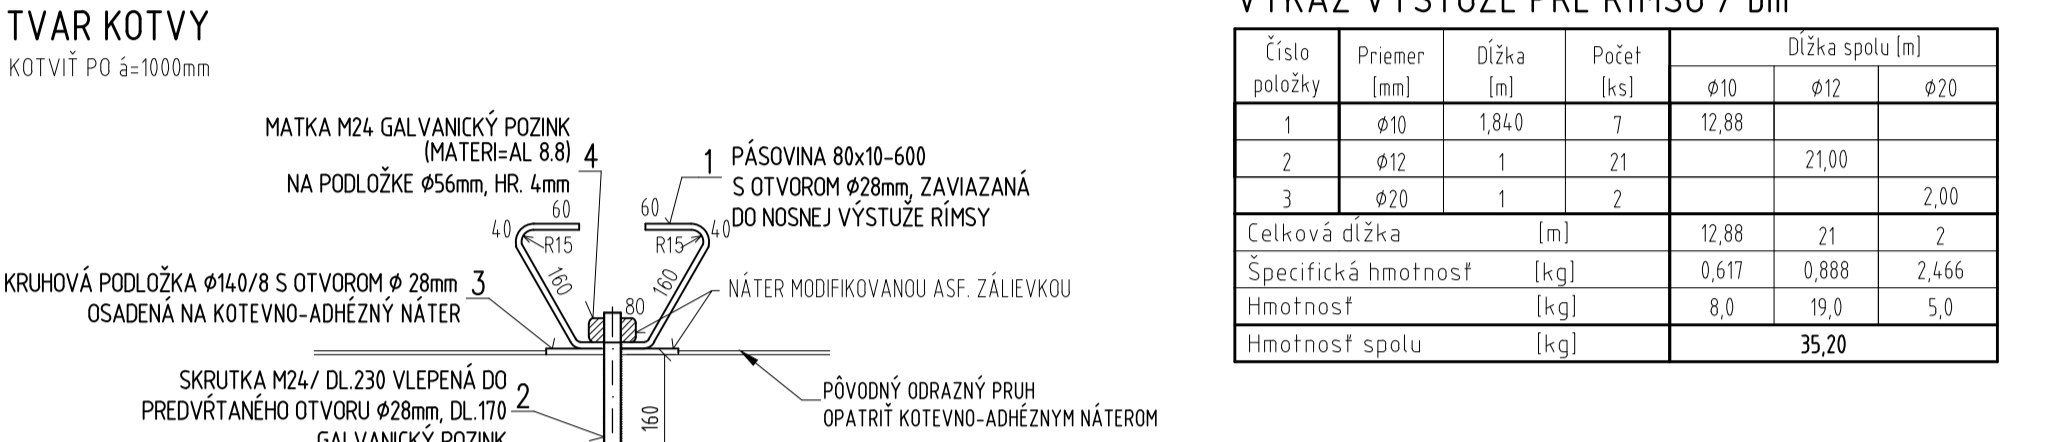 TVAR KOTVY
KOTVIŤ PO á=1000mm
MATKA M24 GALVANICKÝ POZINK
(MATERI=AL 8.8) 4
NA PODLOŽKE ø56mm, HR. 4mm
1 PÁSOVINA 80x10-600
S OTVOROM ø28mm, ZAVIAZANÁ
DO NOSNEJ VÝSTUŽE RÍMSY
60 60
40 40
R15 R15
160 160
80
KRUHOVÁ PODLOŽKA ø140/8 S OTVOROM ø 28mm 3
OSADENÁ NA KOTEVNO-ADHÉZNÝ NÁTER
NÁTER MODIFIKOVANOU ASF. ZÁLIEVKOU
SKRUTKA M24/ DL.230 VLEPENÁ DO 2
PREDVŔTANÉHO OTVORU ø28mm, DL.170
GALVANICKÝ POZINK
160
PÔVODNÝ ODRAZNÝ PRUH
OPATRIŤ KOTEVNO-ADHÉZNYM NÁTEROM
VÝKAZ VÝSTUŽE PRE RÍMSU / bm
Číslo položky Priemer [mm] Dĺžka [m] Počet [ks] Dĺžka spolu [m]
ø10 ø12 ø20
1 ø10 1,840 7 12,88
2 ø12 1 21 21,00
3 ø20 1 2 2,00
Celková dĺžka [m] 12,88 21 2
Špecifická hmotnosť [kg] 0,617 0,888 2,466
Hmotnosť [kg] 8,0 19,0 5,0
Hmotnosť spolu [kg] 35,20